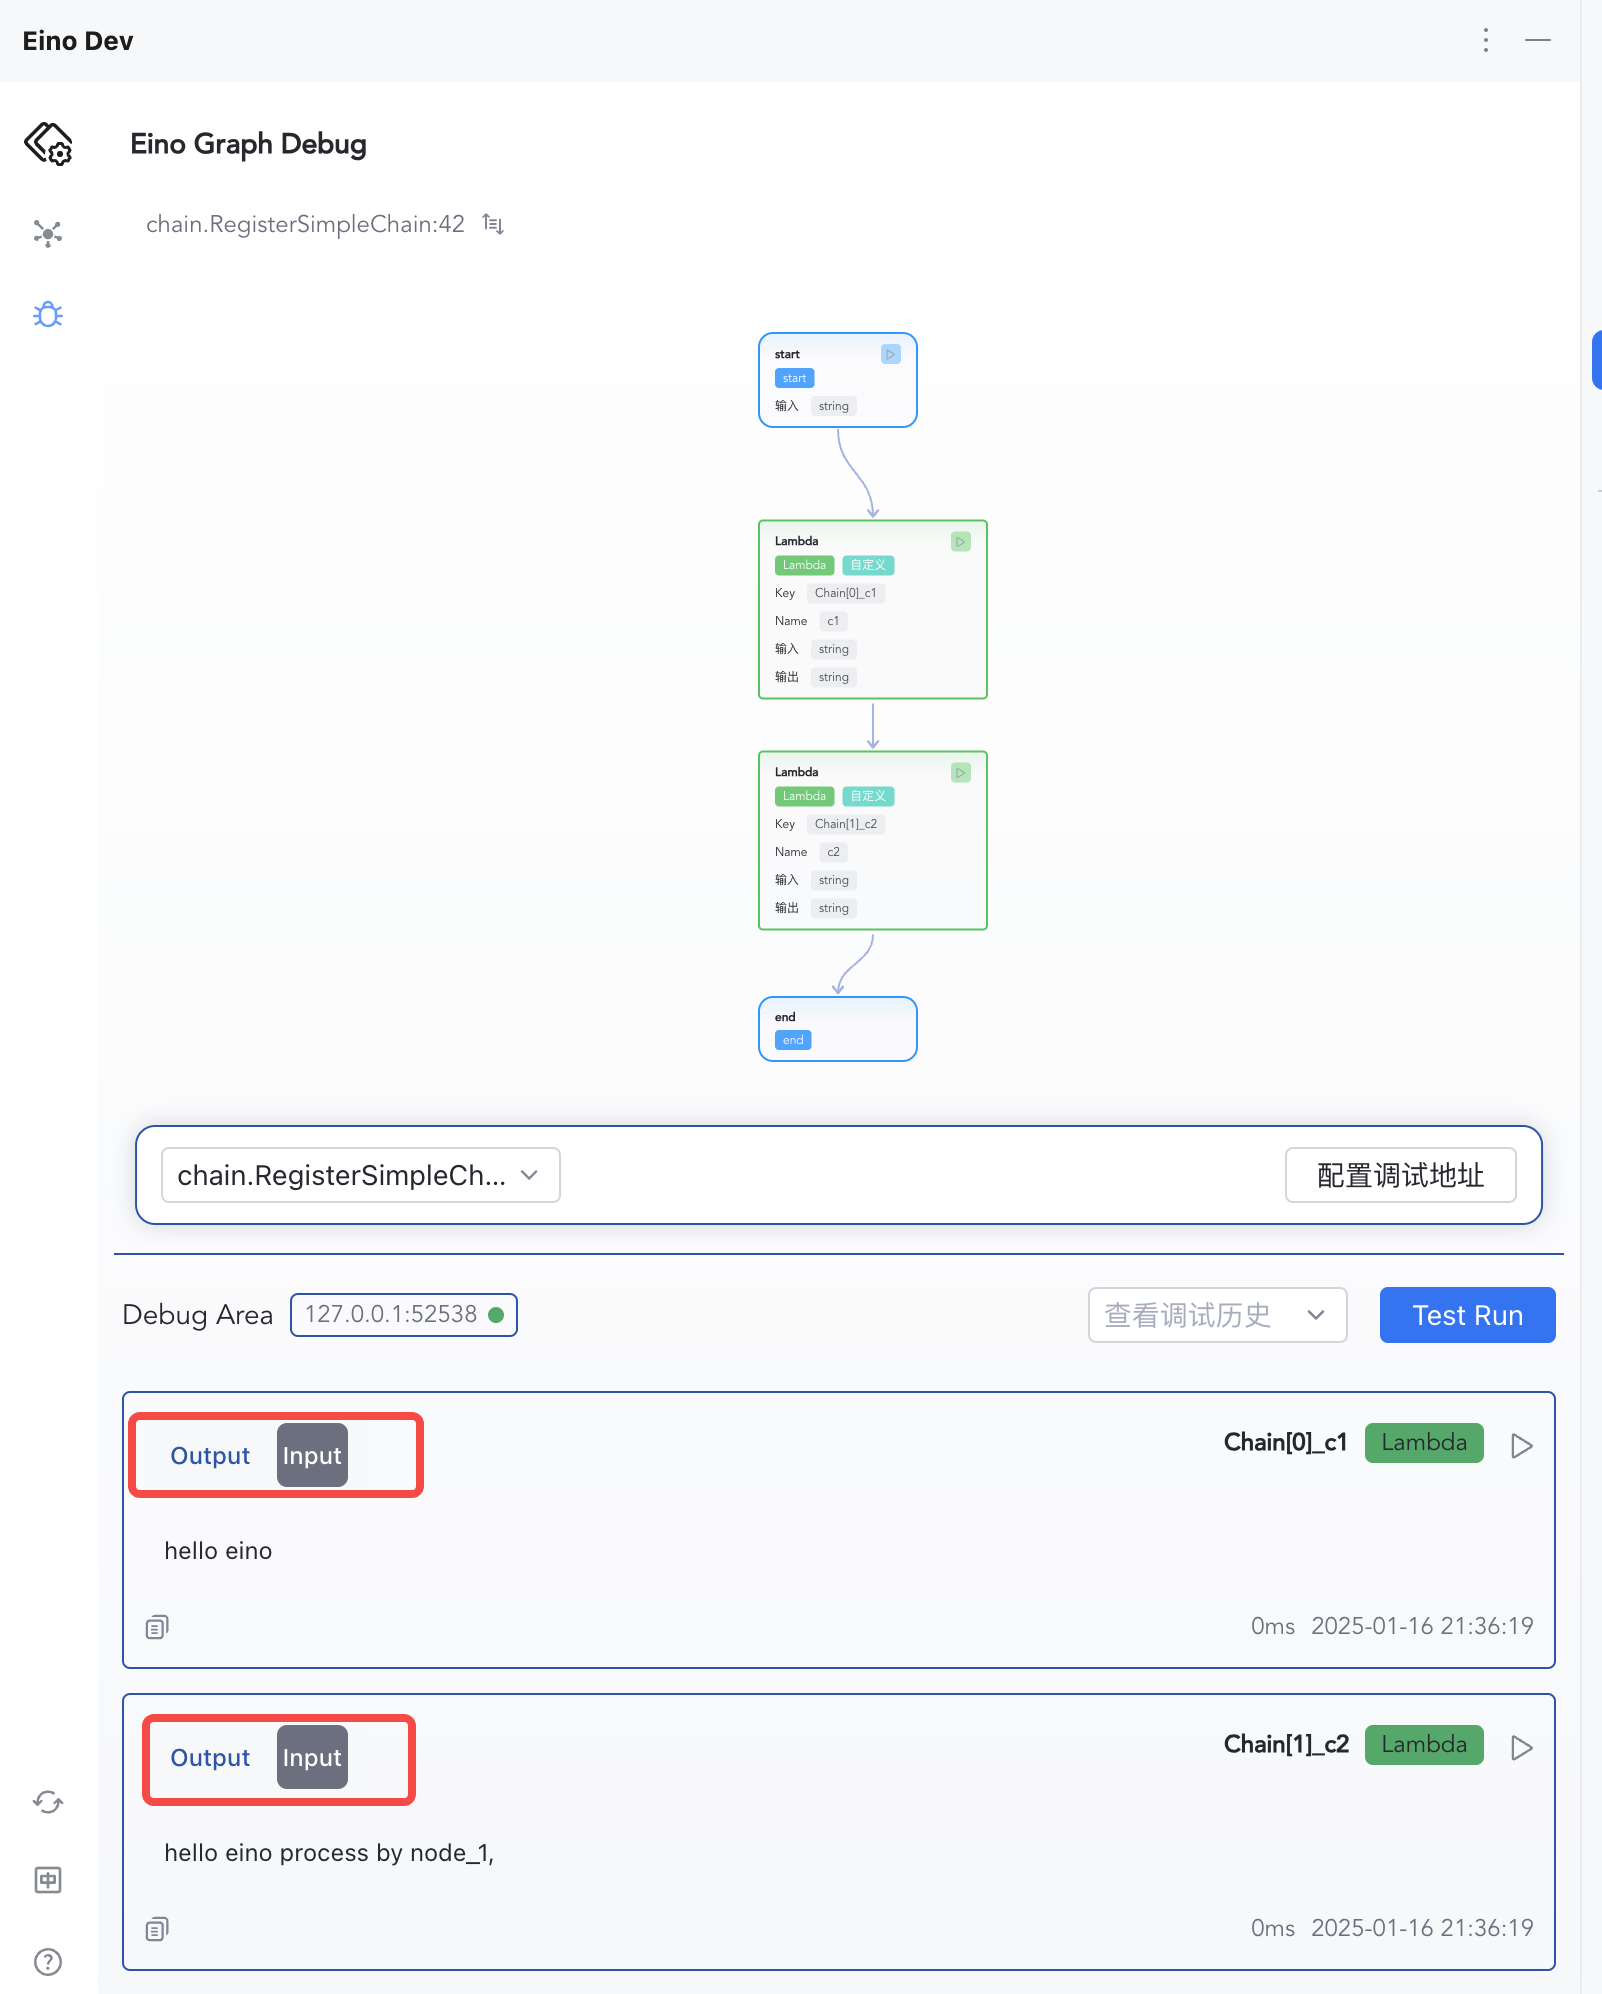 Eino Dev
Eino Graph Debug
chain.RegisterSimpleChain:42
start
start
输入 string
Lambda
Lambda 自定义
Key Chain[0]_c1
Name c1
输入 string
输出 string
Lambda
Lambda 自定义
Key Chain[1]_c2
Name c2
输入 string
输出 string
end
end
chain.RegisterSimpleCh... 配置调试地址
Debug Area 127.0.0.1:52538 查看调试历史 Test Run
Output Input Chain[0]_c1 Lambda
hello eino
0ms 2025-01-16 21:36:19
Output Input Chain[1]_c2 Lambda
hello eino process by node_1,
0ms 2025-01-16 21:36:19